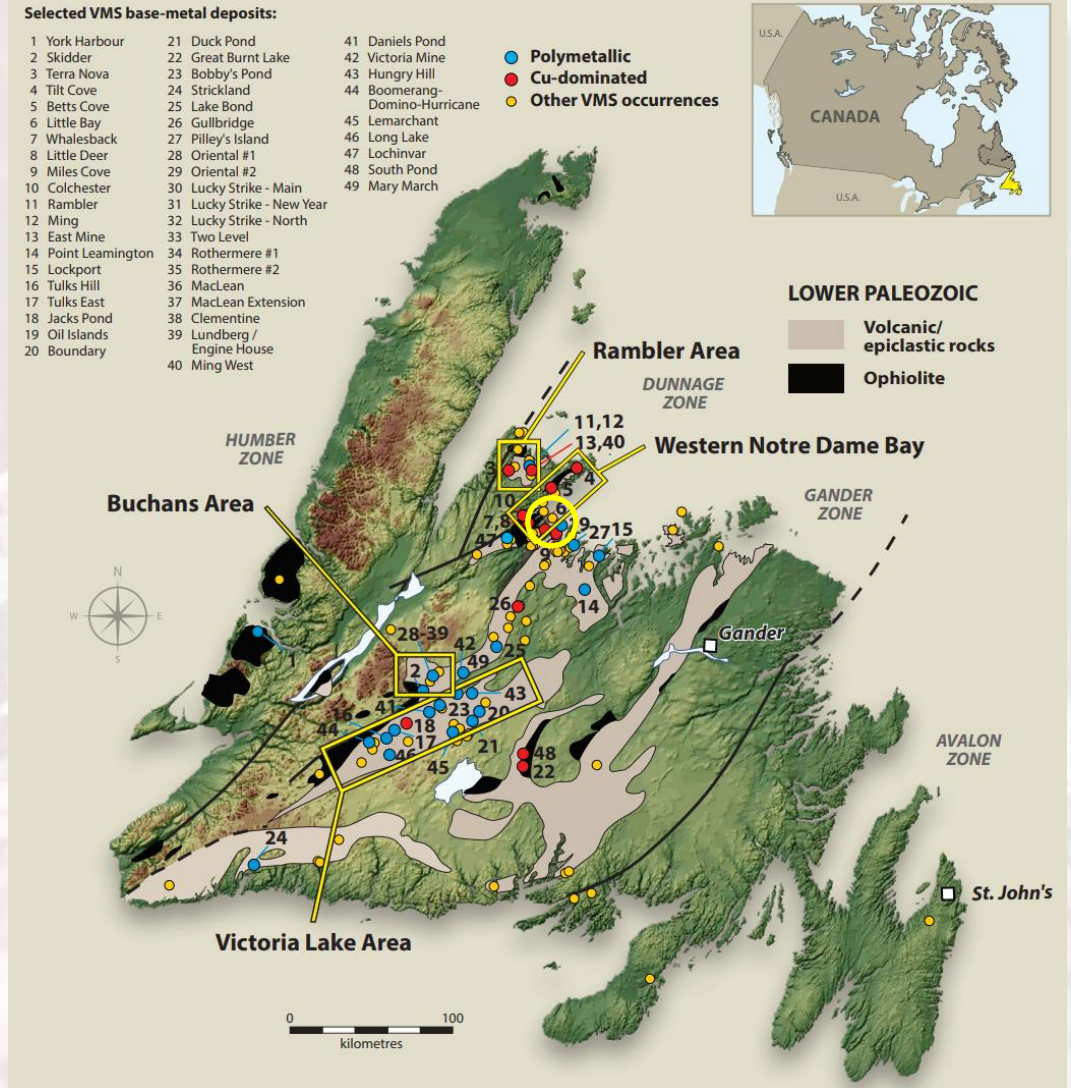 Selected VMS base-metal deposits:
1 York Harbour
2 Skidder
3 Terra Nova
4 Tilt Cove
5 Betts Cove
6 Little Bay
7 Whalesback
8 Little Deer
9 Miles Cove
10 Colchester
11 Rambler
12 Ming
13 East Mine
14 Point Leamington
15 Lockport
16 Tulks Hill
17 Tulks East
18 Jacks Pond
19 Oil Islands
20 Boundary
21 Duck Pond
22 Great Burnt Lake
23 Bobby's Pond
24 Strickland
25 Lake Bond
26 Gullbridge
27 Pilley's Island
28 Oriental #1
29 Oriental #2
30 Lucky Strike - Main
31 Lucky Strike - New Year
32 Lucky Strike - North
33 Two Level
34 Rothermere #1
35 Rothermere #2
36 MacLean
37 MacLean Extension
38 Clementine
39 Lundberg /
Engine House
40 Ming West
41 Daniels Pond
42 Victoria Mine
43 Hungry Hill
44 Boomerang-
Domino-Hurricane
45 Lemarchant
46 Long Lake
47 Lochinvar
48 South Pond
49 Mary March
Polymetallic
Cu-dominated
Other VMS occurrences
U.S.A.
CANADA
U.S.A.
LOWER PALEOZOIC
Volcanic/
epiclastic rocks
Ophiolite
Rambler Area
DUNNAGE
ZONE
HUMBER
ZONE
11,12
13,40
Western Notre Dame Bay
3
4
5
Buchans Area
10
6
GANDER
ZONE
7,8
19
27
15
47
9
N
W
E
S
14
26
Gander
28-39
42
25
1
2
49
43
41
23
16
20
18
44
17
21
AVALON
ZONE
46
45
48
22
24
St. John's
Victoria Lake Area
0
100
kilometres